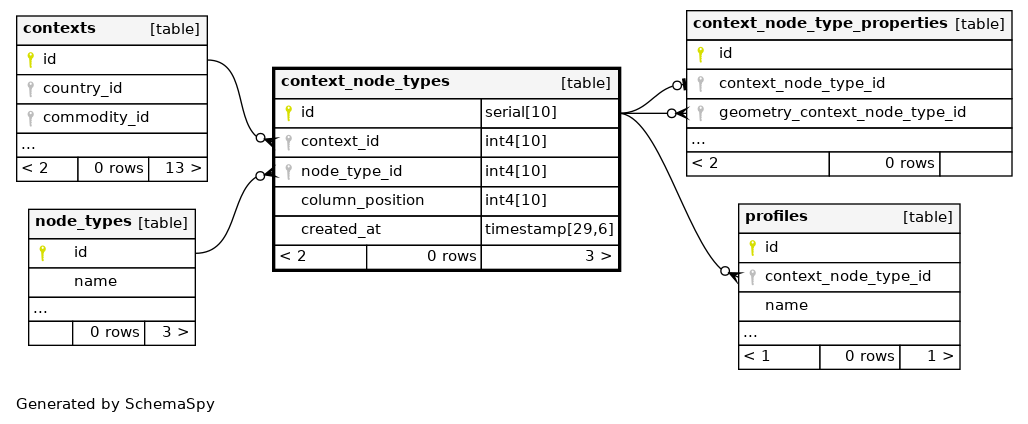 contexts [table]
id
country_id
commodity_id
...
< 2 0 rows 13 >
node_types [table]
id
name
...
0 rows 3 >
context_node_types [table]
id serial[10]
context_id int4[10]
node_type_id int4[10]
column_position int4[10]
created_at timestamp[29,6]
< 2 0 rows 3 >
context_node_type_properties [table]
id
context_node_type_id
geometry_context_node_type_id
...
< 2 0 rows
profiles [table]
id
context_node_type_id
name
...
< 1 0 rows 1 >
Generated by SchemaSpy